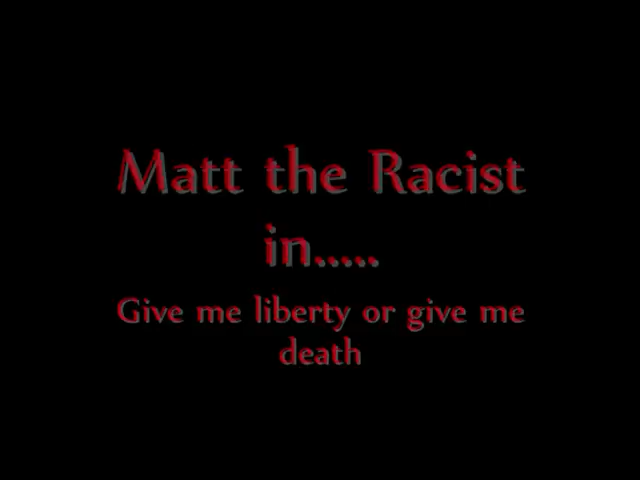 Matt the Racist
in.....
Give me liberty or give me
death